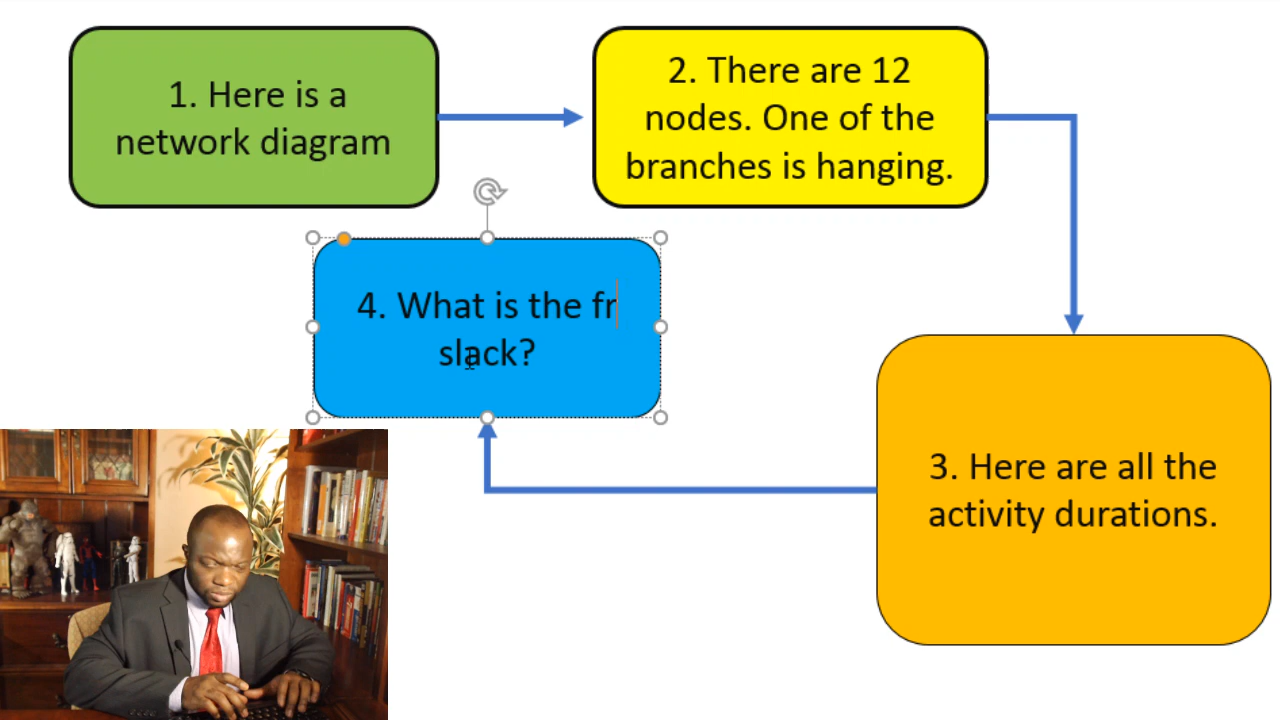 1. Here is a
network diagram
2. There are 12
nodes. One of the
branches is hanging.
4. What is the fr
slack?
3. Here are all the
activity durations.